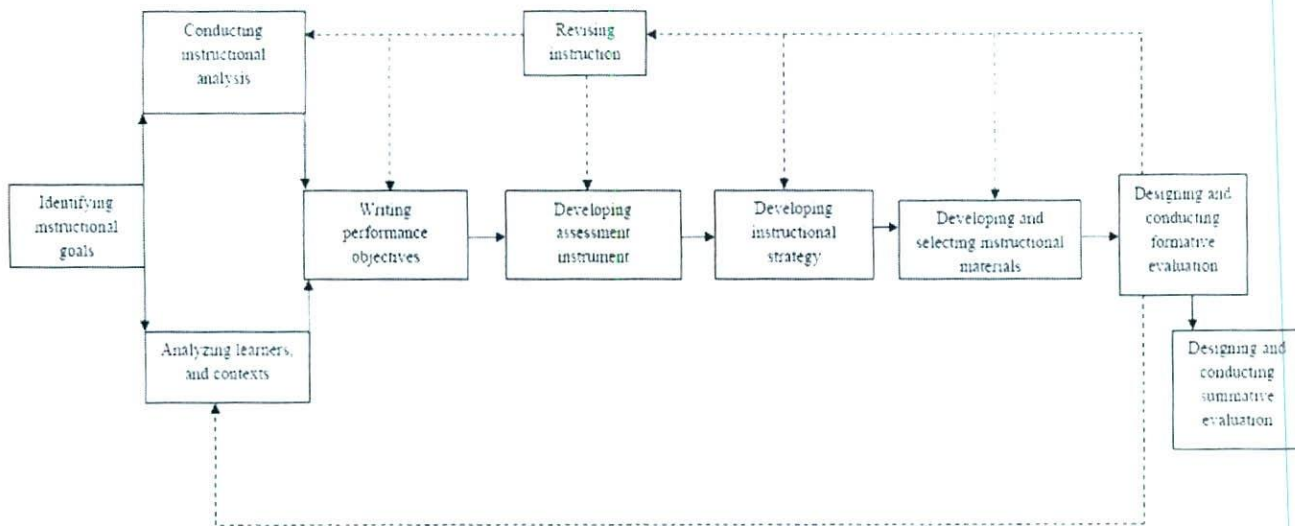 Conducting
instructional
analysis
Revising
instruction
Identifying
instructional
goals
Writing
performance
objectives
Developing
assessment
instrument
Developing
instructional
strategy
Developing and
selecting instructional
materials
Designing and
conducting
formative
evaluation
Analyzing learners,
and contexts
Designing and
conducting
summative
evaluation